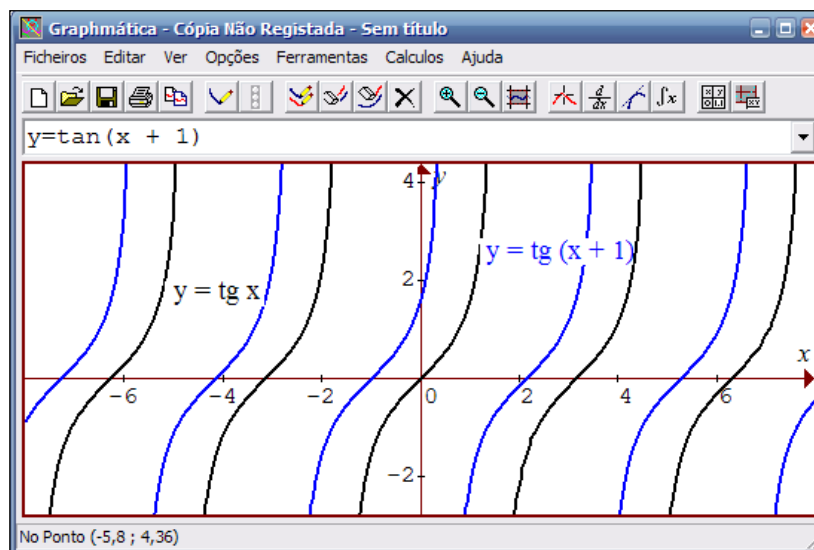 Graphmática - Cópia Não Registada - Sem título
Ficheiros Editar Ver Opções Ferramentas Calculos Ajuda
d/dx ∫x x y
y=tan(x + 1)
4 y
y = tg (x + 1)
2
y = tg x
x
-6 -4 -2 0 2 4 6
-2
No Ponto (-5,8 ; 4,36)